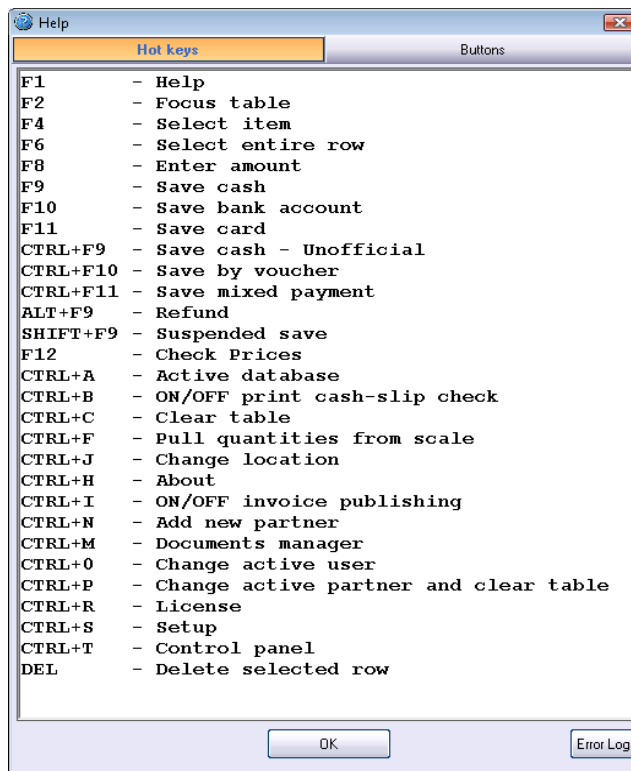 Help
Hot keys Buttons
F1 - Help
F2 - Focus table
F4 - Select item
F6 - Select entire row
F8 - Enter amount
F9 - Save cash
F10 - Save bank account
F11 - Save card
CTRL+F9 - Save cash - Unofficial
CTRL+F10 - Save by voucher
CTRL+F11 - Save mixed payment
ALT+F9 - Refund
SHIFT+F9 - Suspended save
F12 - Check Prices
CTRL+A - Active database
CTRL+B - ON/OFF print cash-slip check
CTRL+C - Clear table
CTRL+F - Pull quantities from scale
CTRL+J - Change location
CTRL+H - About
CTRL+I - ON/OFF invoice publishing
CTRL+N - Add new partner
CTRL+M - Documents manager
CTRL+0 - Change active user
CTRL+P - Change active partner and clear table
CTRL+R - License
CTRL+S - Setup
CTRL+T - Control panel
DEL - Delete selected row
OK Error Log